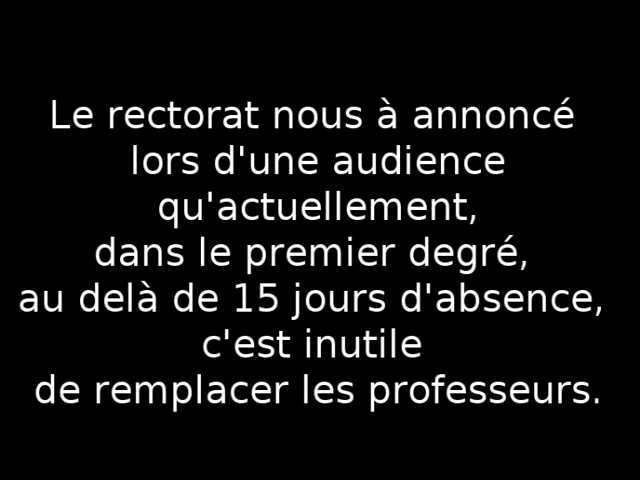 Le rectorat nous à annoncé
lors d'une audience
qu'actuellement,
dans le premier degré,
au delà de 15 jours d'absence,
c'est inutile
de remplacer les professeurs.